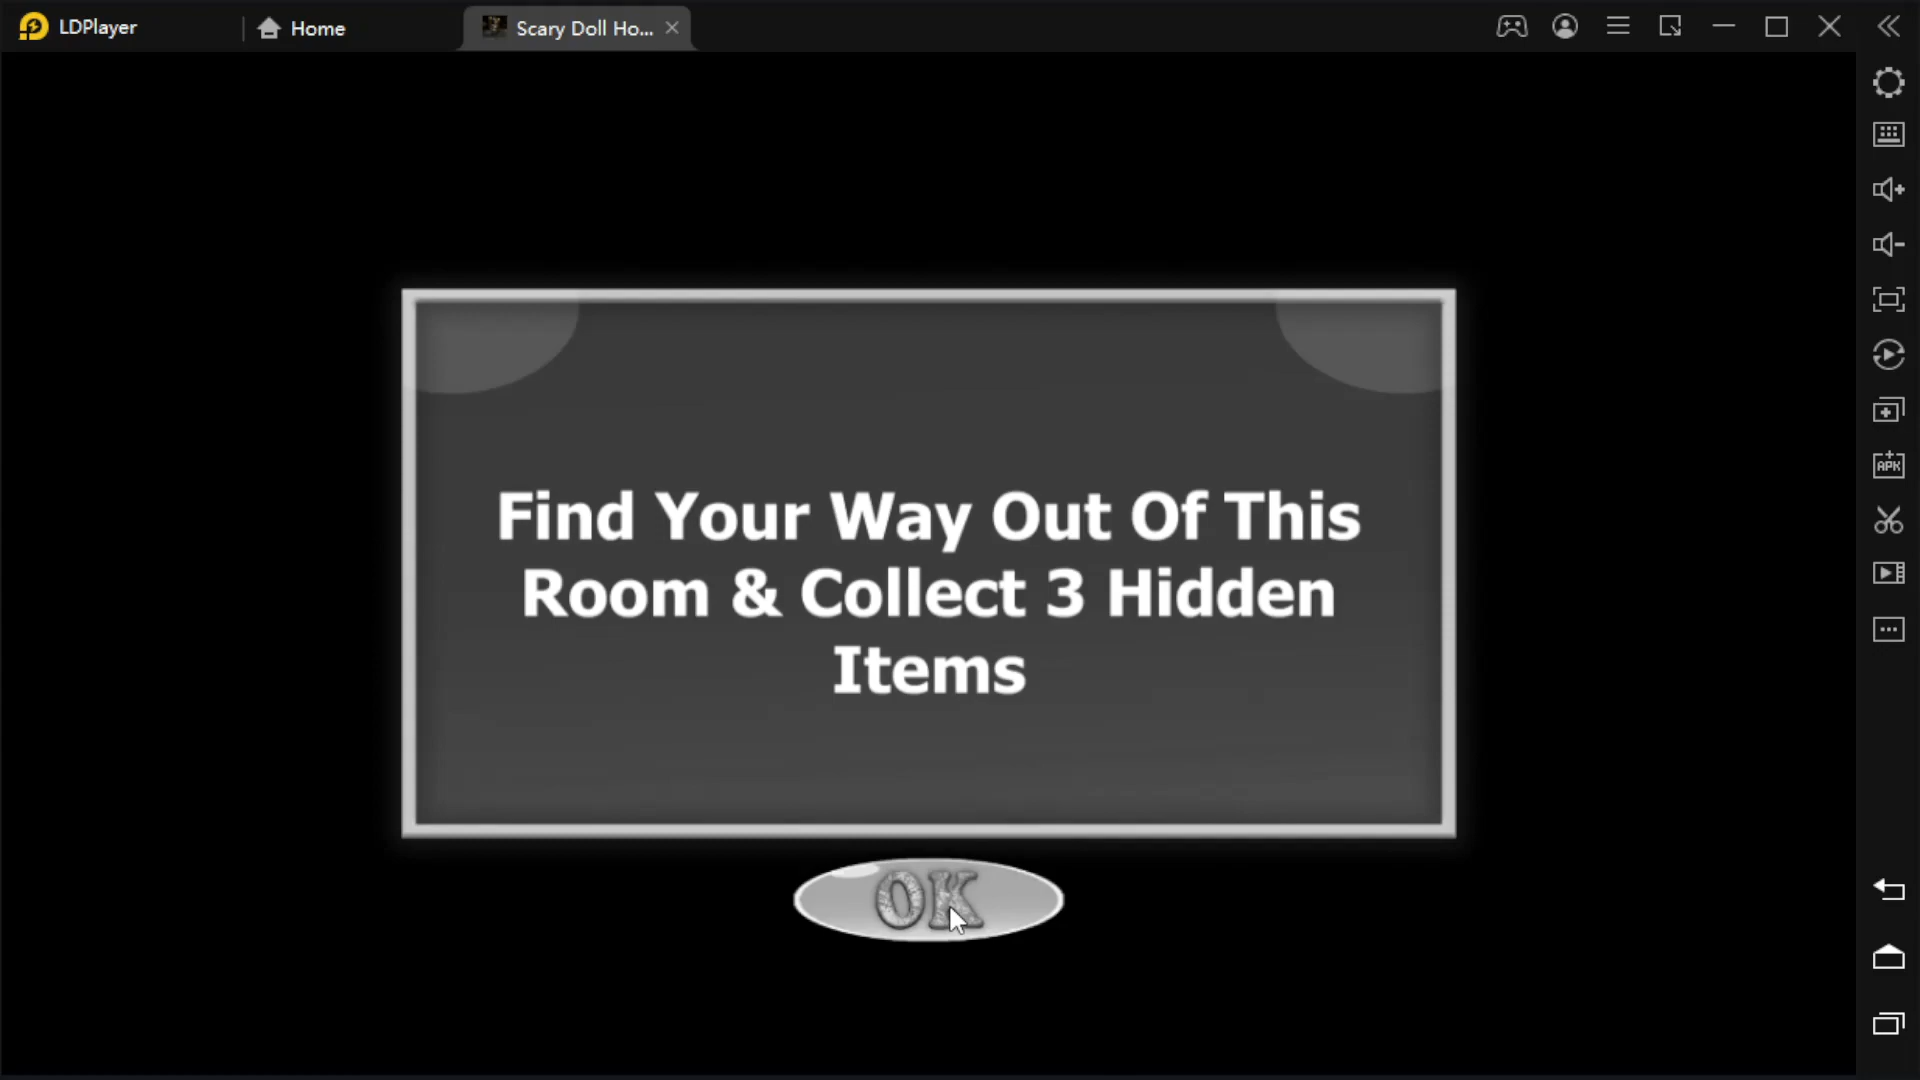 LDPlayer
Home
Scary Doll Ho...
Find Your Way Out Of This
Room & Collect 3 Hidden
Items
OK
APK